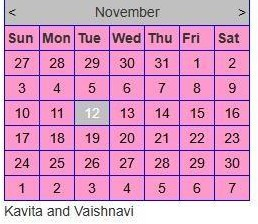 < November >
Sun Mon Tue Wed Thu Fri Sat
27 28 29 30 31 1 2
3 4 5 6 7 8 9
10 11 12 13 14 15 16
17 18 19 20 21 22 23
24 25 26 27 28 29 30
1 2 3 4 5 6 7
Kavita and Vaishnavi